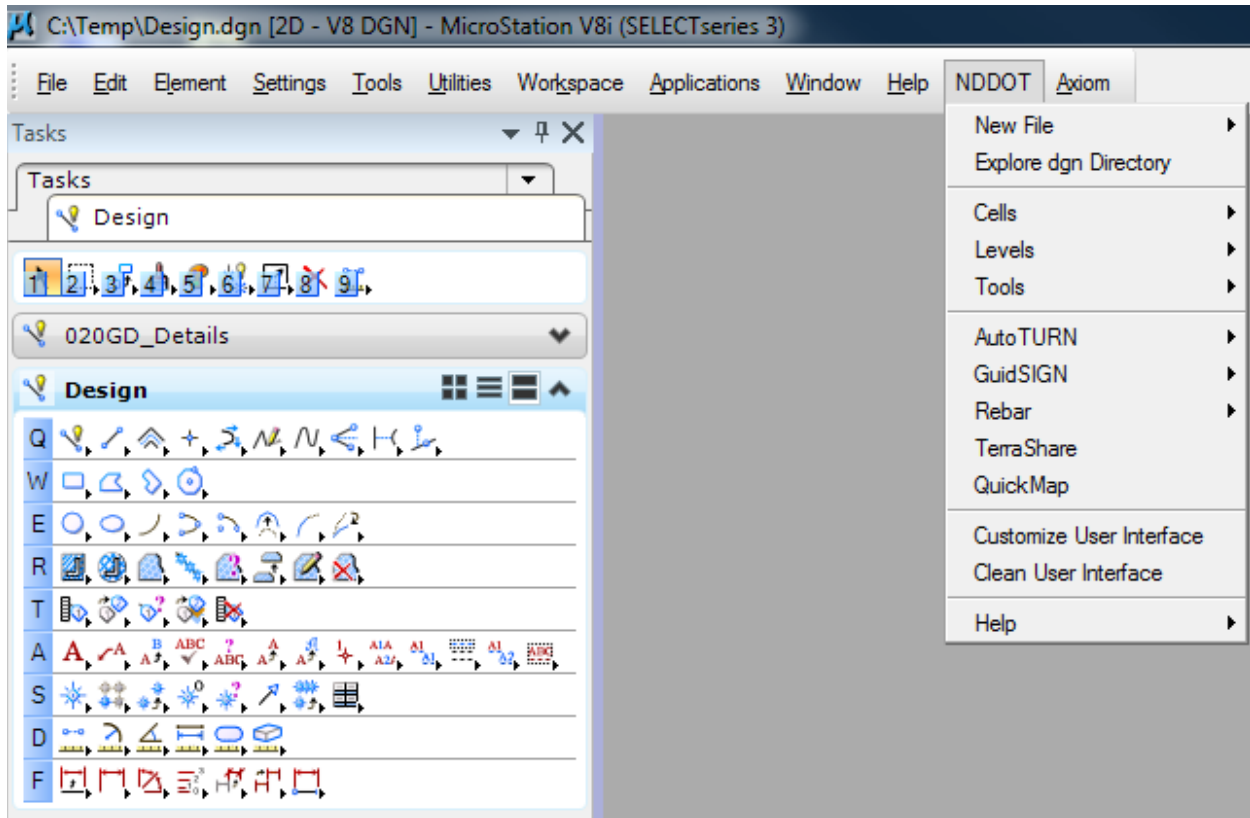 C:\Temp\Design.dgn [2D - V8 DGN] - MicroStation V8i (SELECTseries 3)
File Edit Element Settings Tools Utilities Workspace Applications Window Help NDDOT Axiom
Tasks
Tasks
Design
1 2 3 4 5 6 7 8 9
020GD_Details
Design
Q
W
E
R
T
A
S
D
F
New File
Explore dgn Directory
Cells
Levels
Tools
AutoTURN
GuidSIGN
Rebar
TerraShare
QuickMap
Customize User Interface
Clean User Interface
Help